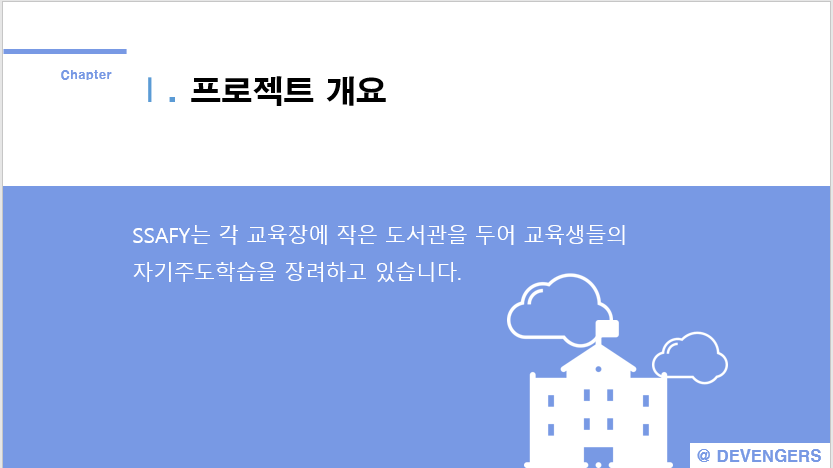 Chapter
Ⅰ. 프로젝트 개요
SSAFY는 각 교육장에 작은 도서관을 두어 교육생들의
자기주도학습을 장려하고 있습니다.
@ DEVENGERS